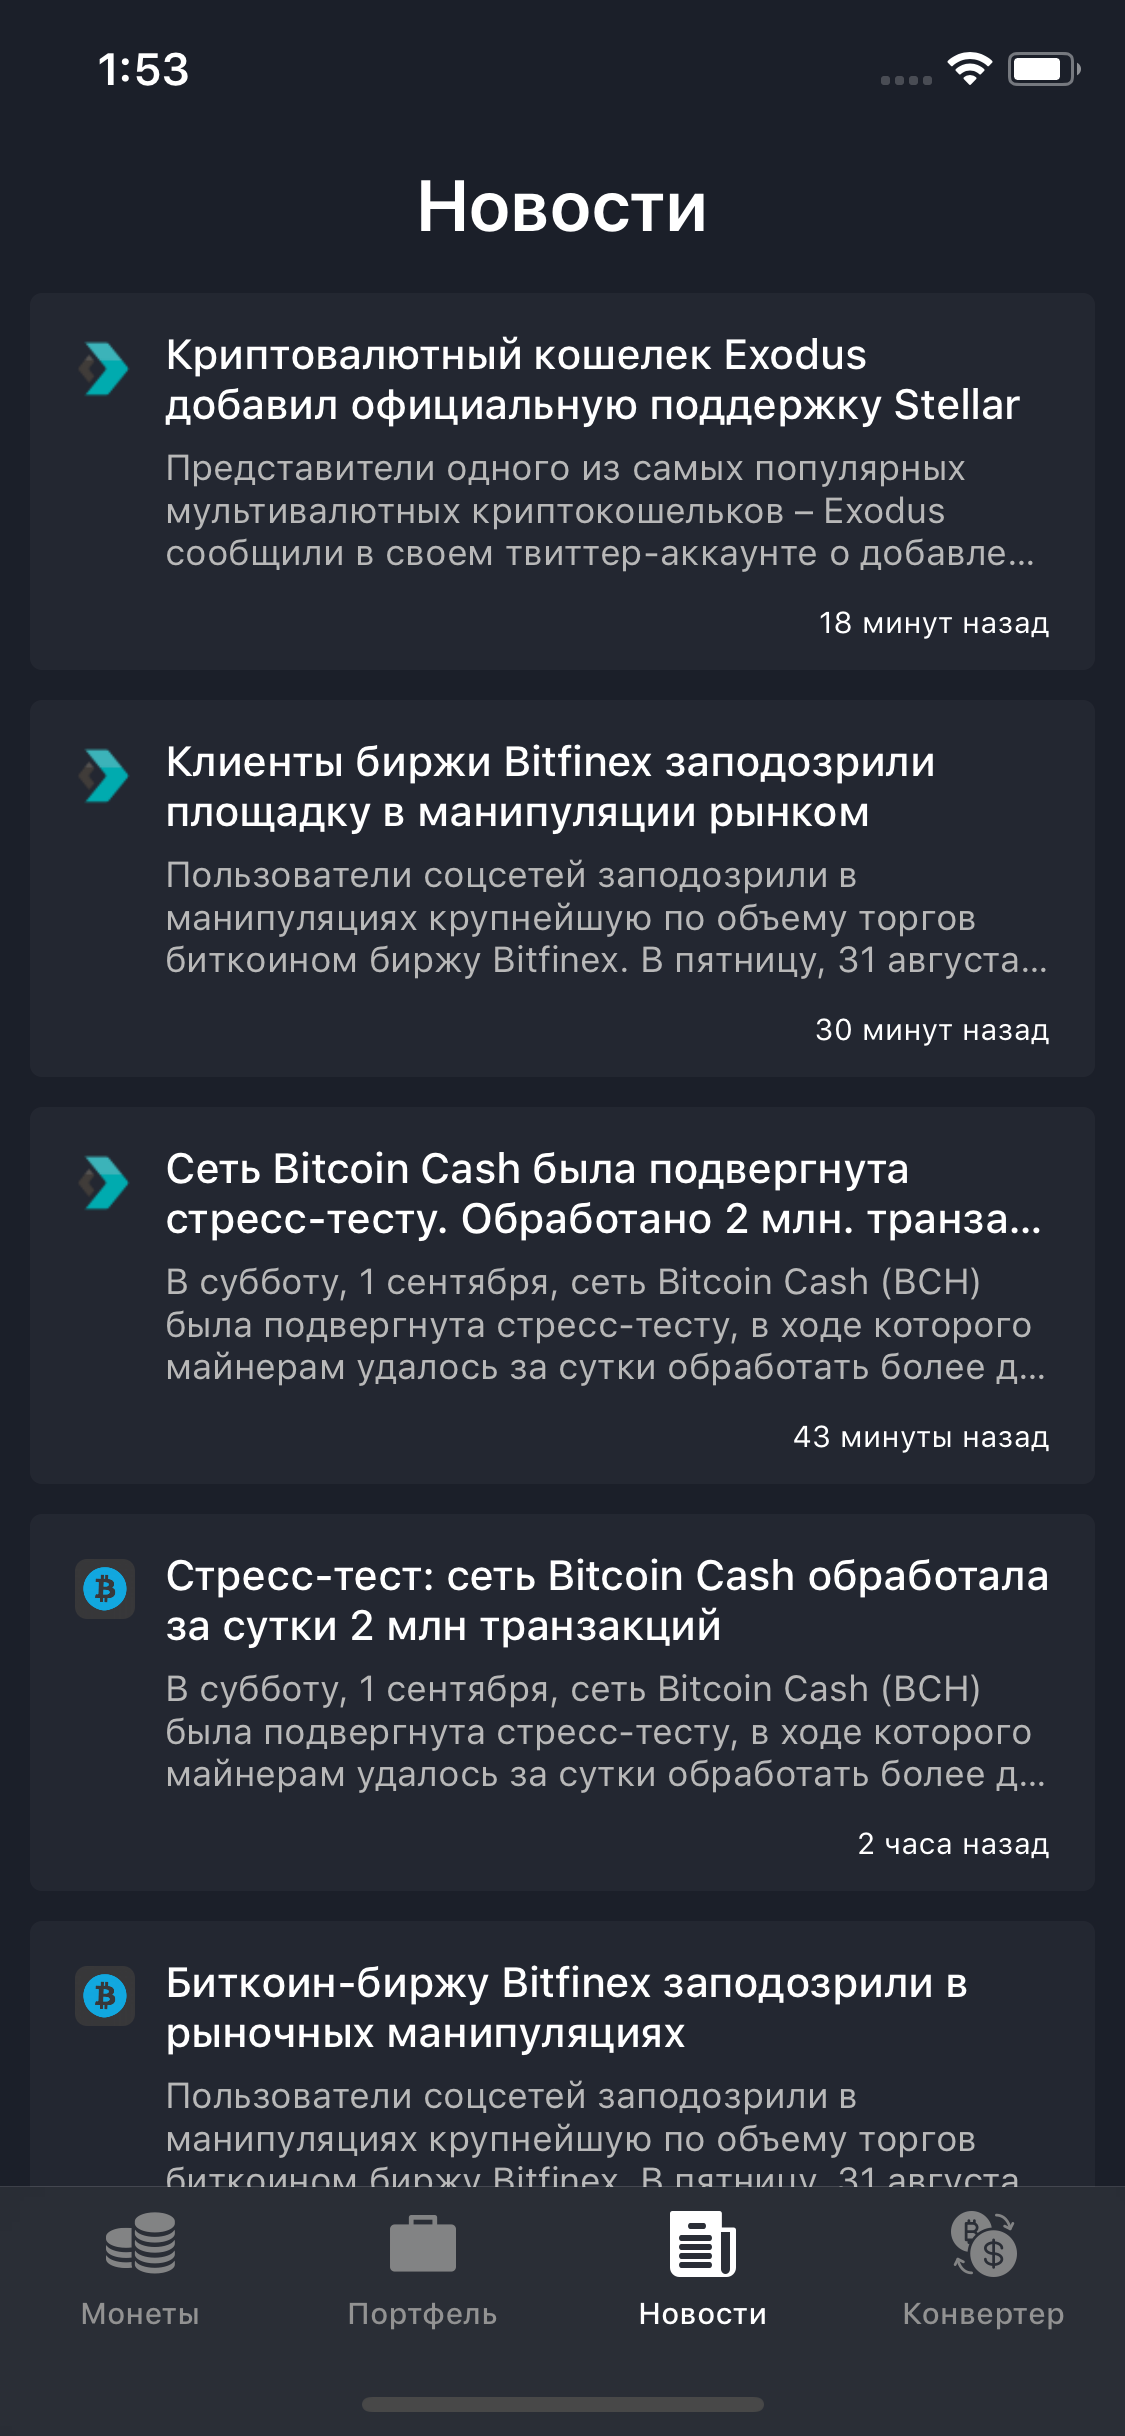 1:53
Новости
Криптовалютный кошелек Exodus
добавил официальную поддержку Stellar
Представители одного из самых популярных
мультивалютных криптокошельков – Exodus
сообщили в своем твиттер-аккаунте о добавле...
18 минут назад
Клиенты биржи Bitfinex заподозрили
площадку в манипуляции рынком
Пользователи соцсетей заподозрили в
манипуляциях крупнейшую по объему торгов
биткоином биржу Bitfinex. В пятницу, 31 августа...
30 минут назад
Сеть Bitcoin Cash была подвергнута
стресс-тесту. Обработано 2 млн. транза...
В субботу, 1 сентября, сеть Bitcoin Cash (BCH)
была подвергнута стресс-тесту, в ходе которого
майнерам удалось за сутки обработать более д...
43 минуты назад
Стресс-тест: сеть Bitcoin Cash обработала
за сутки 2 млн транзакций
В субботу, 1 сентября, сеть Bitcoin Cash (BCH)
была подвергнута стресс-тесту, в ходе которого
майнерам удалось за сутки обработать более д...
2 часа назад
Биткоин-биржу Bitfinex заподозрили в
рыночных манипуляциях
Пользователи соцсетей заподозрили в
манипуляциях крупнейшую по объему торгов
биткоином биржу Bitfinex. В пятницу, 31 августа
Монеты
Портфель
Новости
Конвертер